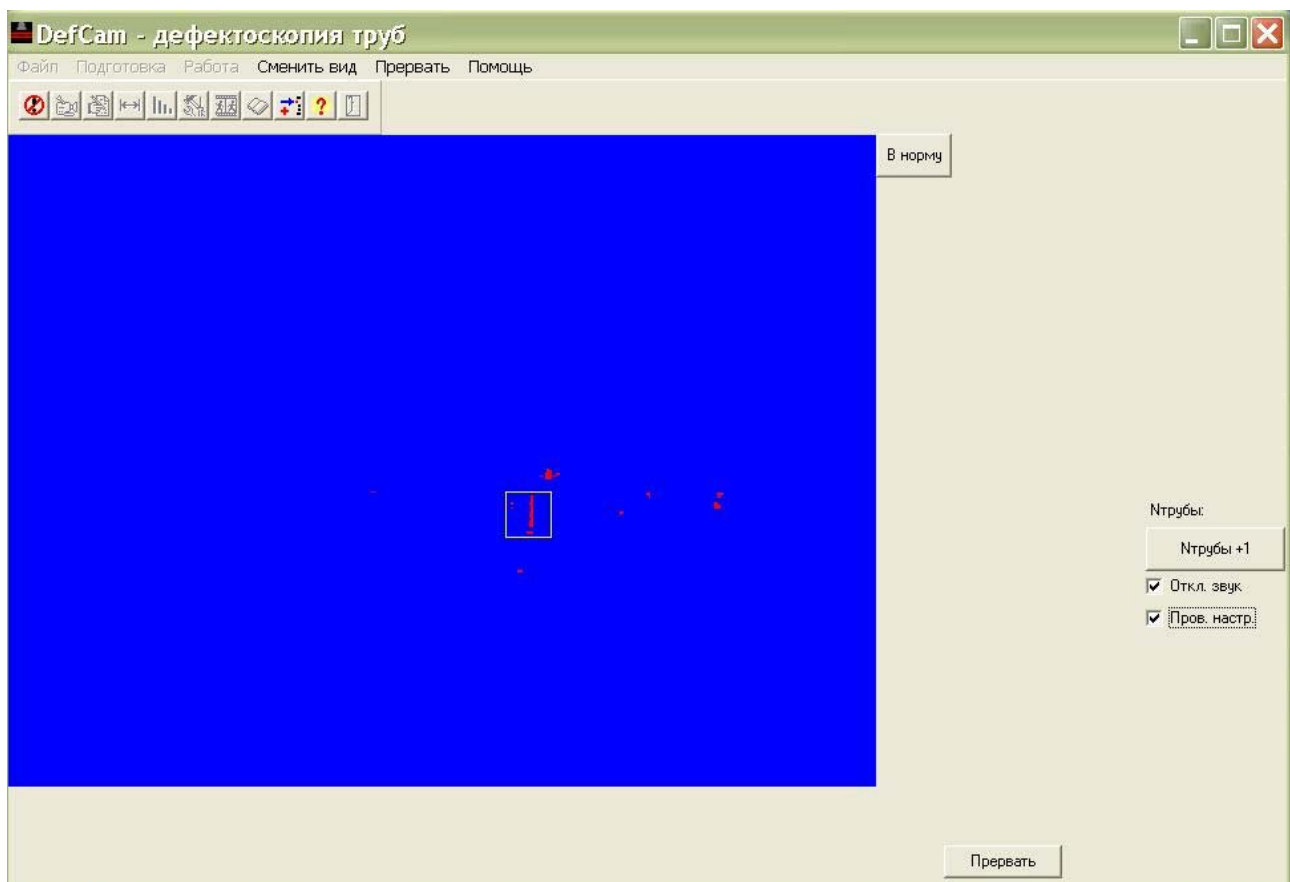 DefCam - дефектоскопия труб
Файл Подготовка Работа Сменить вид Прервать Помощь
В норму
Nтрубы:
Nтрубы +1
Откл. звук
Пров. настр.
Прервать